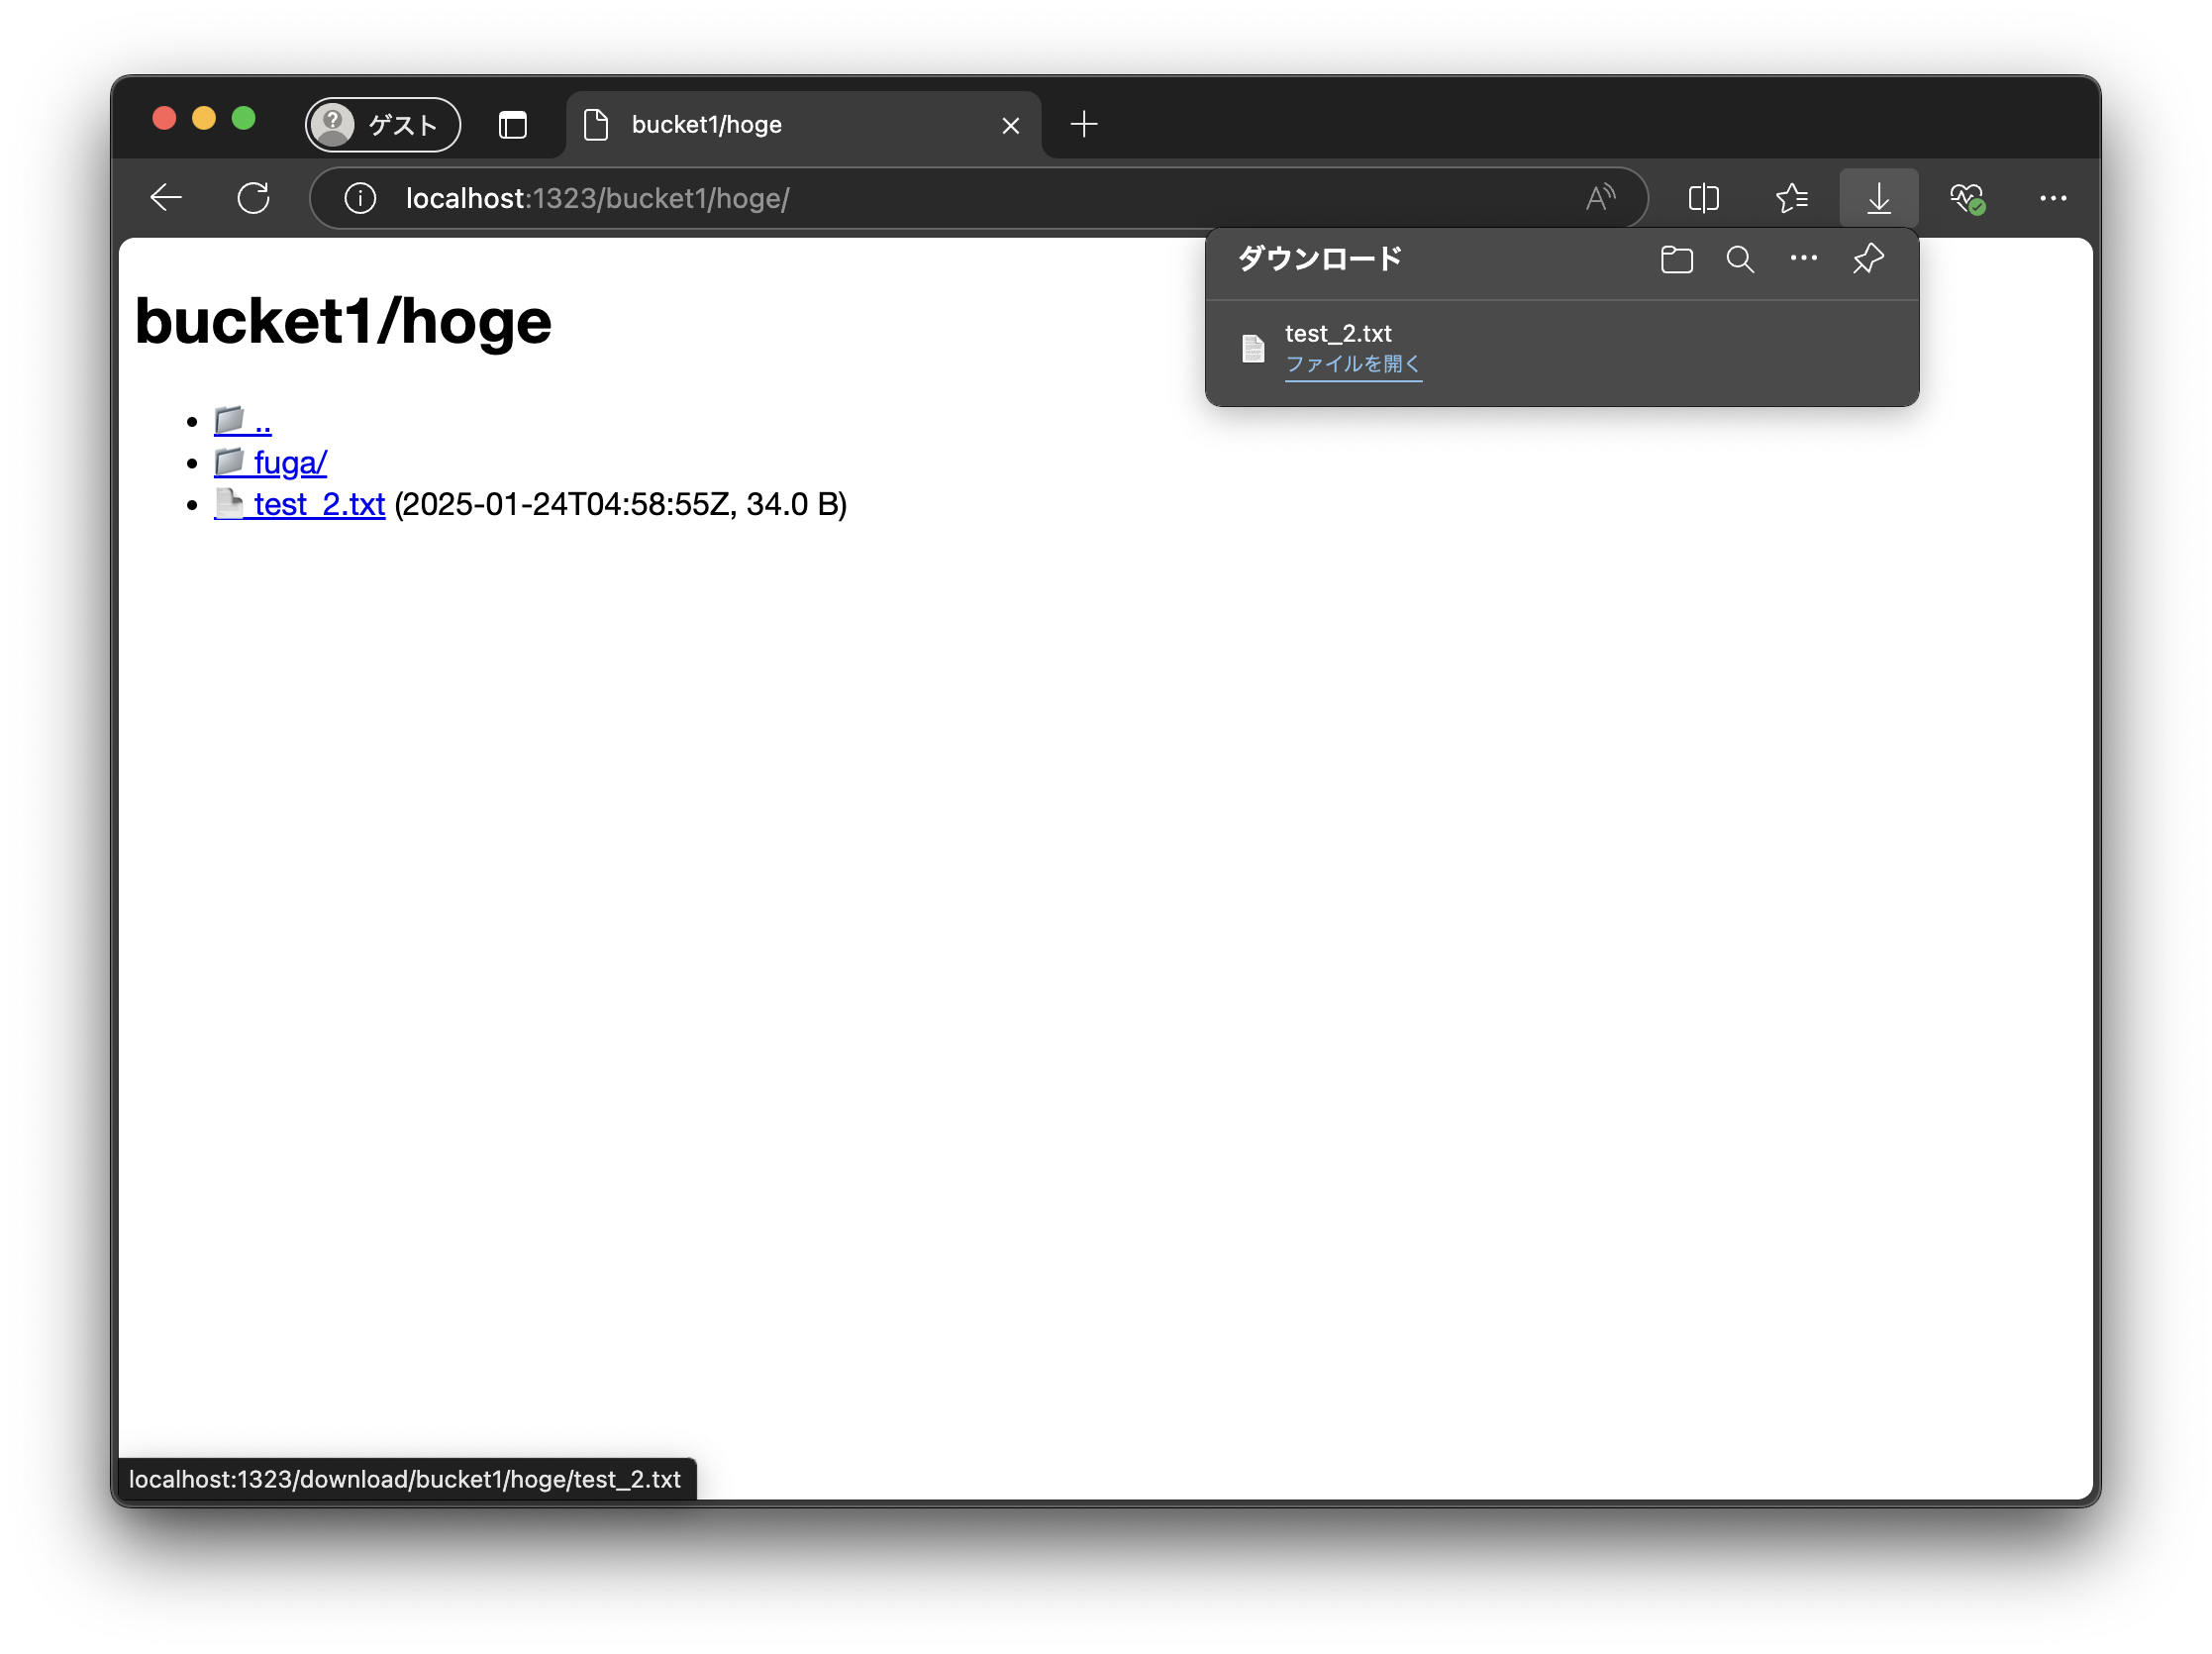 ゲスト
bucket1/hoge
localhost:1323/bucket1/hoge/
ダウンロード
test_2.txt
ファイルを開く
bucket1/hoge
..
fuga/
test_2.txt (2025-01-24T04:58:55Z, 34.0 B)
localhost:1323/download/bucket1/hoge/test_2.txt